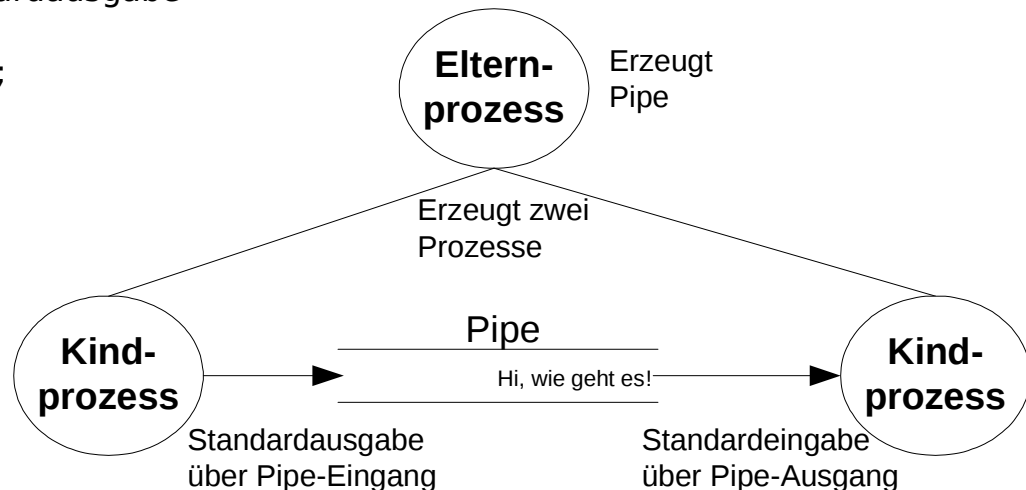 Eltern-
prozess
Erzeugt
Pipe
Erzeugt zwei
Prozesse
Pipe
Kind-
prozess
Hi, wie geht es!
Kind-
prozess
Standardausgabe
über Pipe-Eingang
Standardeingabe
über Pipe-Ausgang